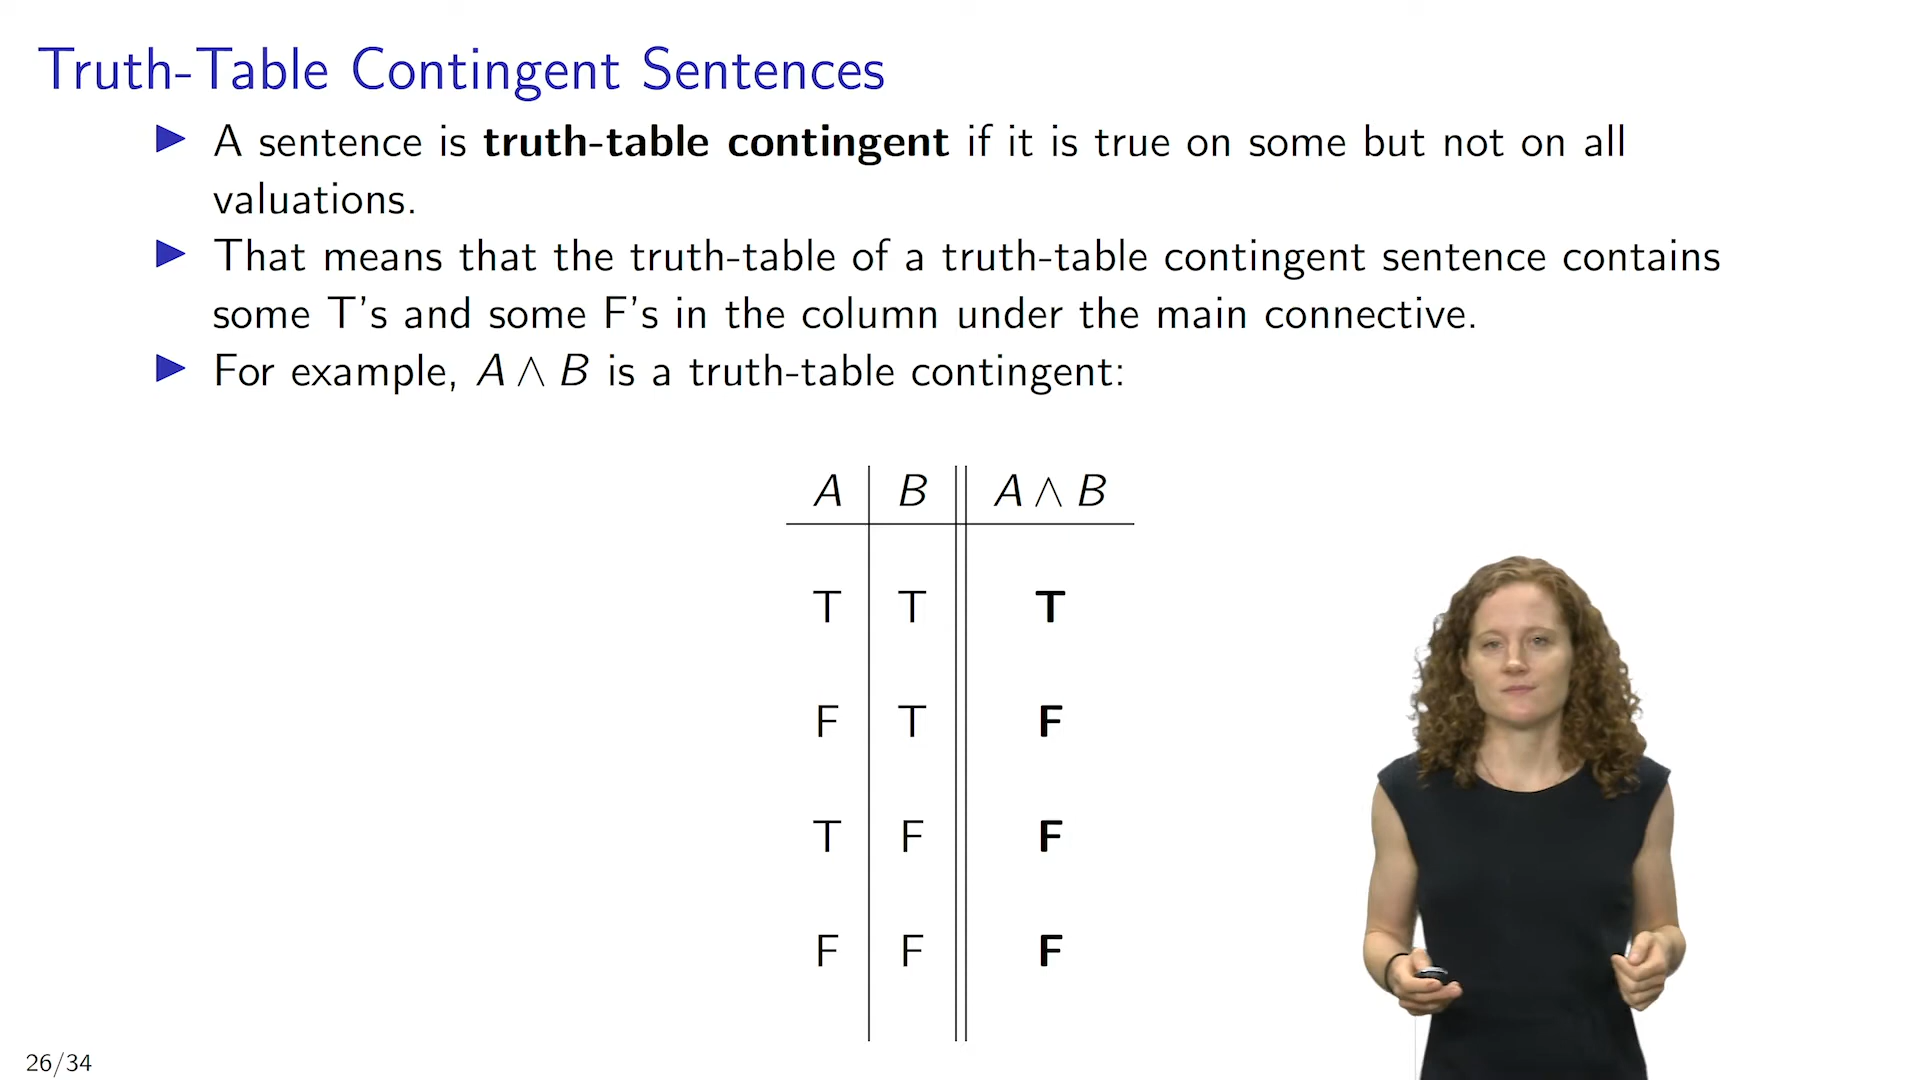 Truth-Table Contingent Sentences
▶ A sentence is truth-table contingent if it is true on some but not on all
valuations.
▶ That means that the truth-table of a truth-table contingent sentence contains
some T's and some F's in the column under the main connective.
▶ For example, A ∧ B is a truth-table contingent:
A B A ∧ B
T T T
F T F
T F F
F F F
26/34